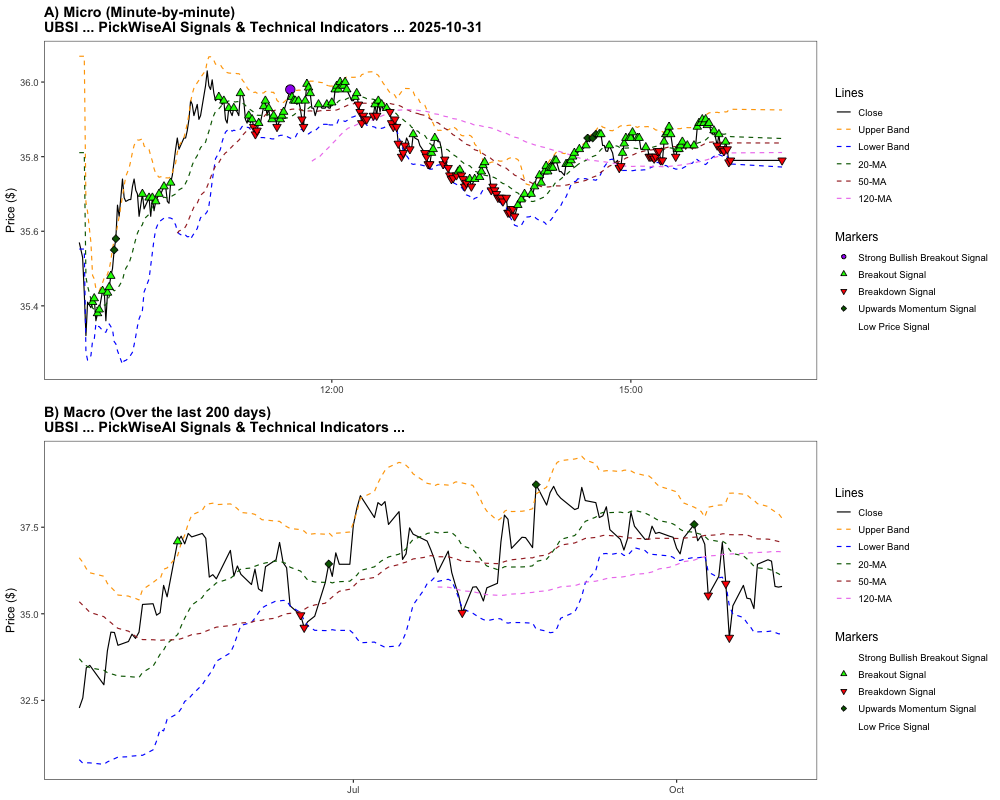 A) Micro (Minute-by-minute)
UBSI ... PickWiseAI Signals & Technical Indicators ... 2025-10-31
Price ($)
36.0
35.8
35.6
35.4
12:00
15:00
Lines
Close
Upper Band
Lower Band
20-MA
50-MA
120-MA
Markers
Strong Bullish Breakout Signal
Breakout Signal
Breakdown Signal
Upwards Momentum Signal
Low Price Signal
B) Macro (Over the last 200 days)
UBSI ... PickWiseAI Signals & Technical Indicators ...
Price ($)
37.5
35.0
32.5
Jul
Oct
Lines
Close
Upper Band
Lower Band
20-MA
50-MA
120-MA
Markers
Strong Bullish Breakout Signal
Breakout Signal
Breakdown Signal
Upwards Momentum Signal
Low Price Signal